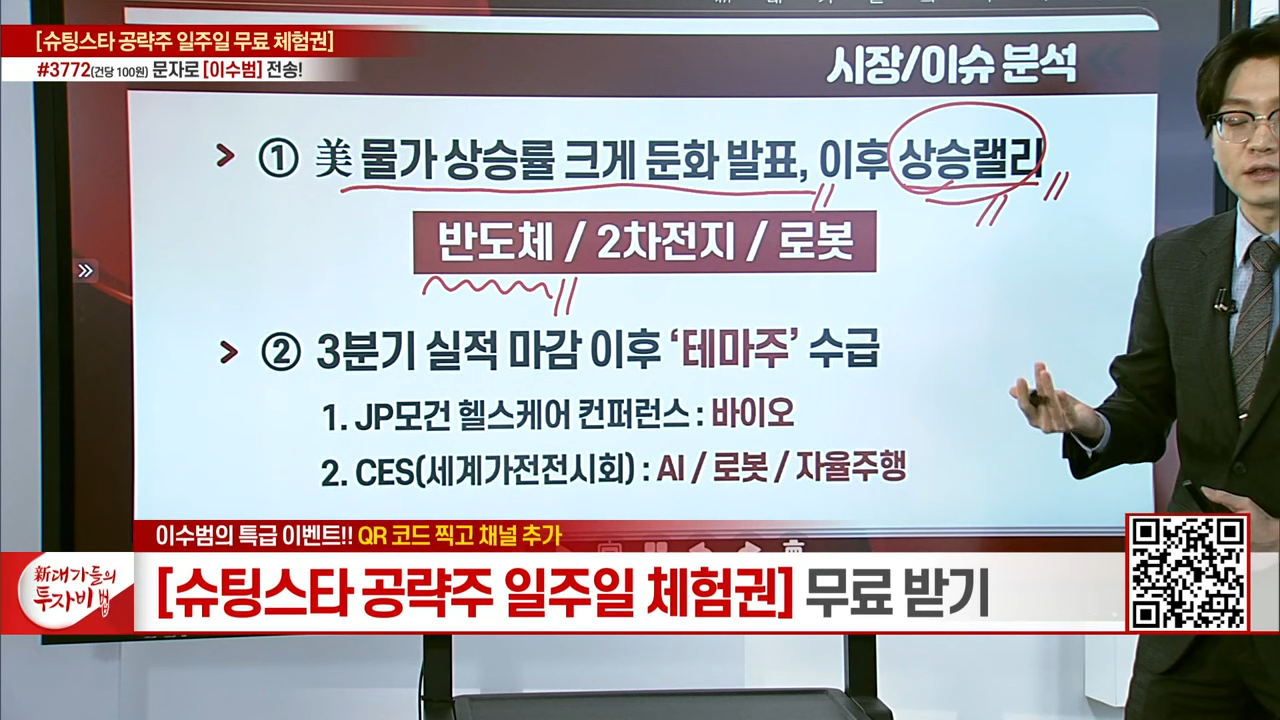 [슈팅스타 공략주 일주일 무료 체험권]
#3772(건당 100원) 문자로 [이수범] 전송!
시장/이슈 분석
① 美 물가 상승률 크게 둔화 발표, 이후 상승랠리
반도체 / 2차전지 / 로봇
② 3분기 실적 마감 이후 ‘테마주’ 수급
1. JP모건 헬스케어 컨퍼런스 : 바이오
2. CES(세계가전전시회) : AI / 로봇 / 자율주행
이수범의 특급 이벤트!! QR 코드 찍고 채널 추가
新대가들의
투자비법
[슈팅스타 공략주 일주일 체험권] 무료 받기